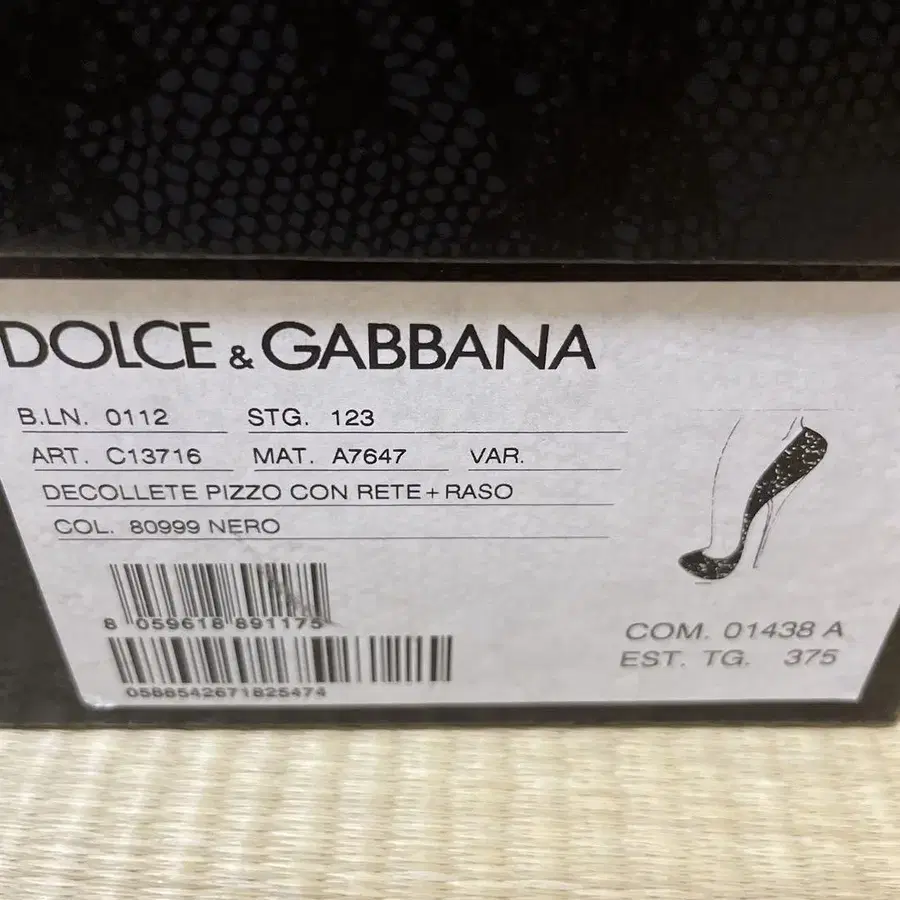 DOLCE & GABBANA
B.LN. 0112 STG. 123
ART. C13716 MAT. A7647 VAR.
DECOLLETE PIZZO CON RETE+RASO
COL. 80999 NERO
8 059618 891175
0586542671825474
COM. 01438 A
EST. TG. 375